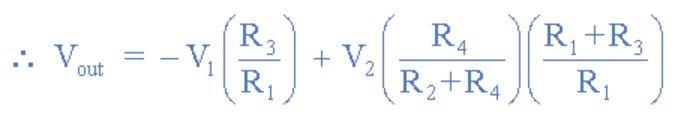 ∴ V_out = −V_1 (R_3 / R_1) + V_2 (R_4 / (R_2+R_4)) ((R_1+R_3) / R_1)